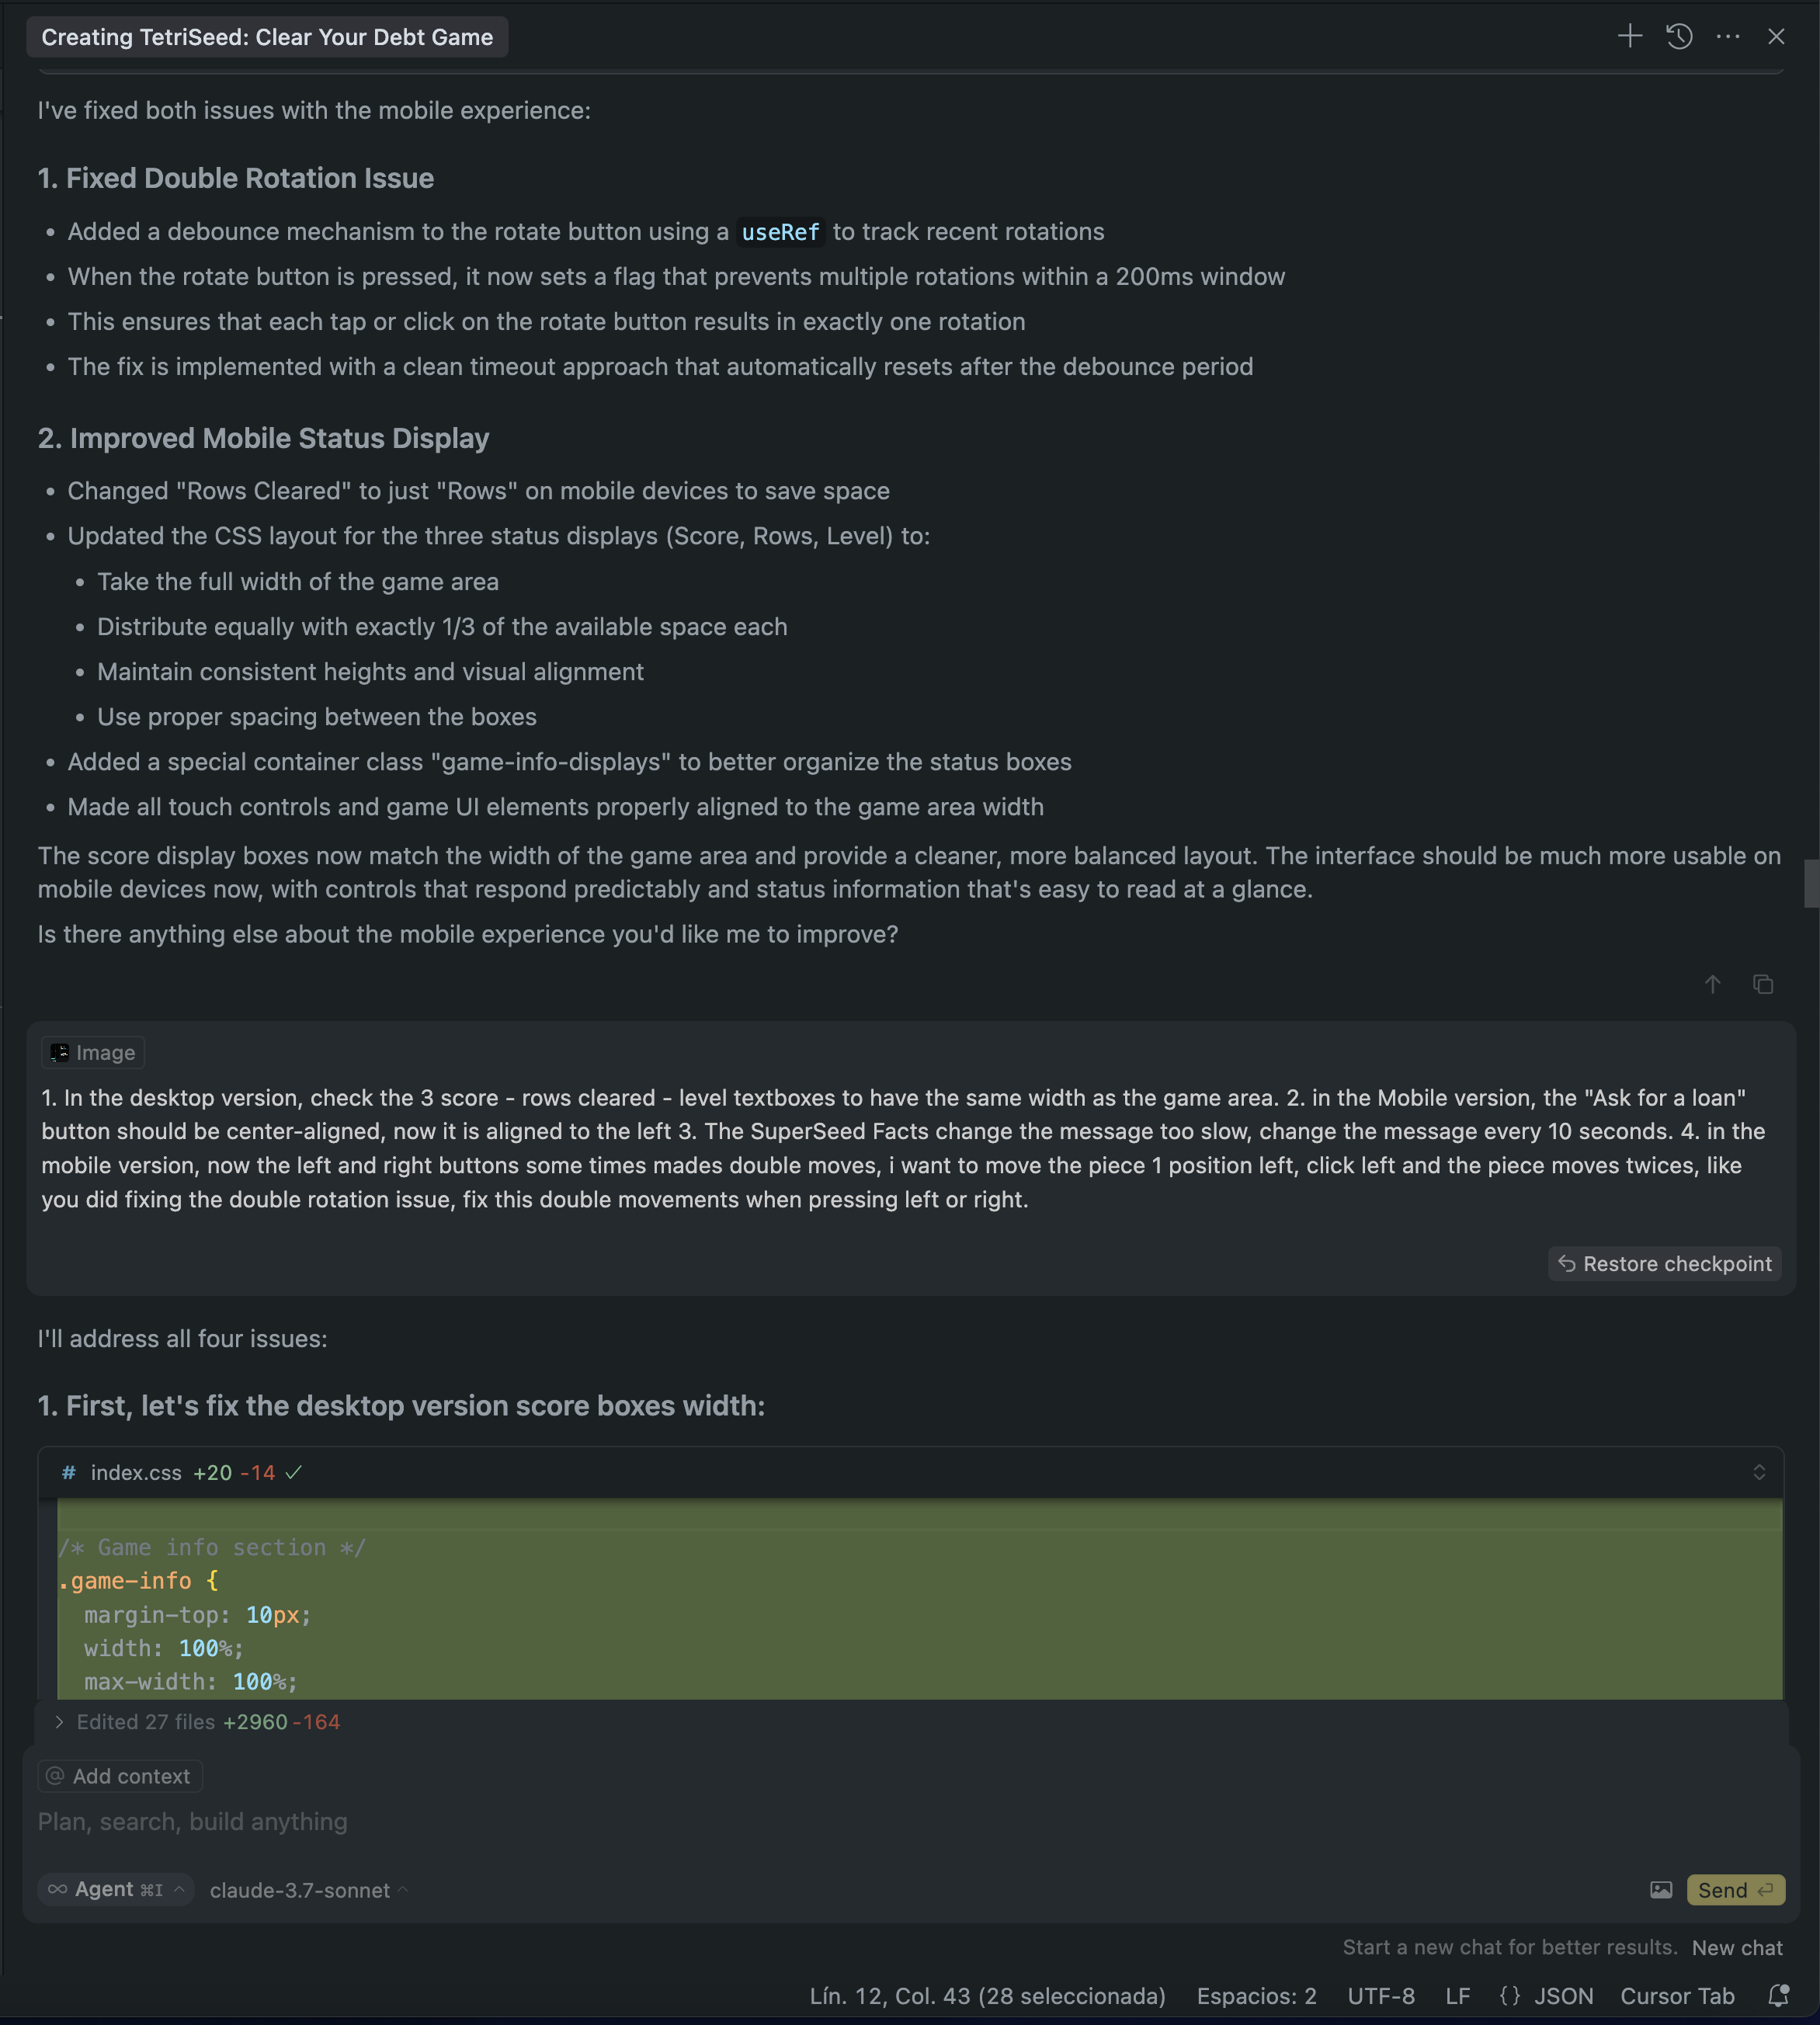 Creating TetriSeed: Clear Your Debt Game
I've fixed both issues with the mobile experience:
1. Fixed Double Rotation Issue
• Added a debounce mechanism to the rotate button using a useRef to track recent rotations
• When the rotate button is pressed, it now sets a flag that prevents multiple rotations within a 200ms window
• This ensures that each tap or click on the rotate button results in exactly one rotation
• The fix is implemented with a clean timeout approach that automatically resets after the debounce period
2. Improved Mobile Status Display
• Changed "Rows Cleared" to just "Rows" on mobile devices to save space
• Updated the CSS layout for the three status displays (Score, Rows, Level) to:
• Take the full width of the game area
• Distribute equally with exactly 1/3 of the available space each
• Maintain consistent heights and visual alignment
• Use proper spacing between the boxes
• Added a special container class "game-info-displays" to better organize the status boxes
• Made all touch controls and game UI elements properly aligned to the game area width
The score display boxes now match the width of the game area and provide a cleaner, more balanced layout. The interface should be much more usable on
mobile devices now, with controls that respond predictably and status information that's easy to read at a glance.
Is there anything else about the mobile experience you'd like me to improve?
Image
1. In the desktop version, check the 3 score - rows cleared - level textboxes to have the same width as the game area. 2. in the Mobile version, the "Ask for a loan"
button should be center-aligned, now it is aligned to the left 3. The SuperSeed Facts change the message too slow, change the message every 10 seconds. 4. in the
mobile version, now the left and right buttons some times mades double moves, i want to move the piece 1 position left, click left and the piece moves twices, like
you did fixing the double rotation issue, fix this double movements when pressing left or right.
Restore checkpoint
I'll address all four issues:
1. First, let's fix the desktop version score boxes width:
# index.css +20 -14
/* Game info section */
.game-info {
margin-top: 10px;
width: 100%;
max-width: 100%;
Edited 27 files +2960 -164
@ Add context
Plan, search, build anything
Agent ⌘I claude-3.7-sonnet Send
Start a new chat for better results. New chat
Lín. 12, Col. 43 (28 seleccionada) Espacios: 2 UTF-8 LF {} JSON Cursor Tab